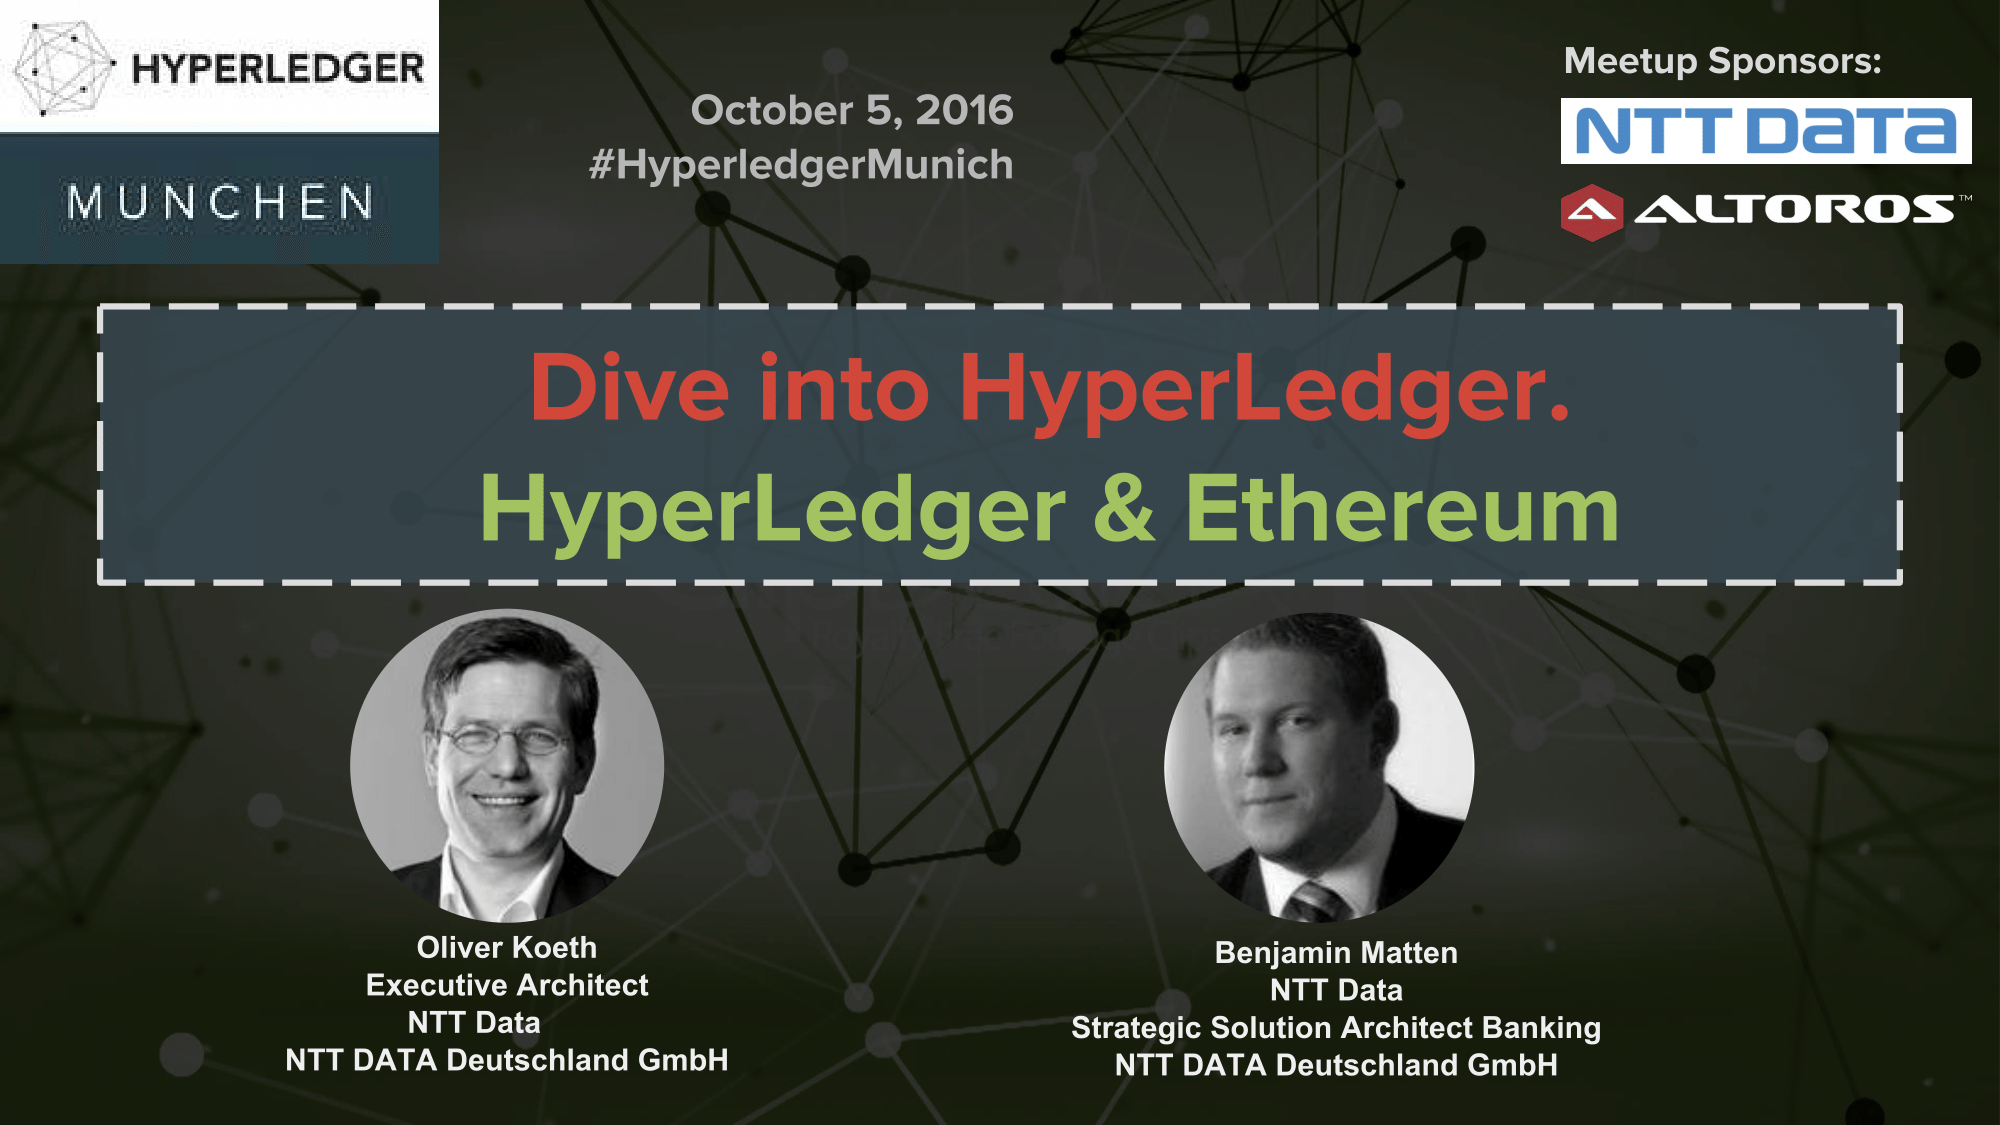 HYPERLEDGER
MUNCHEN
October 5, 2016
#HyperledgerMunich
Meetup Sponsors:
NTT DATA
ALTOROS™
Dive into HyperLedger.
HyperLedger & Ethereum
Oliver Koeth
Executive Architect
NTT Data
NTT DATA Deutschland GmbH
Benjamin Matten
NTT Data
Strategic Solution Architect Banking
NTT DATA Deutschland GmbH